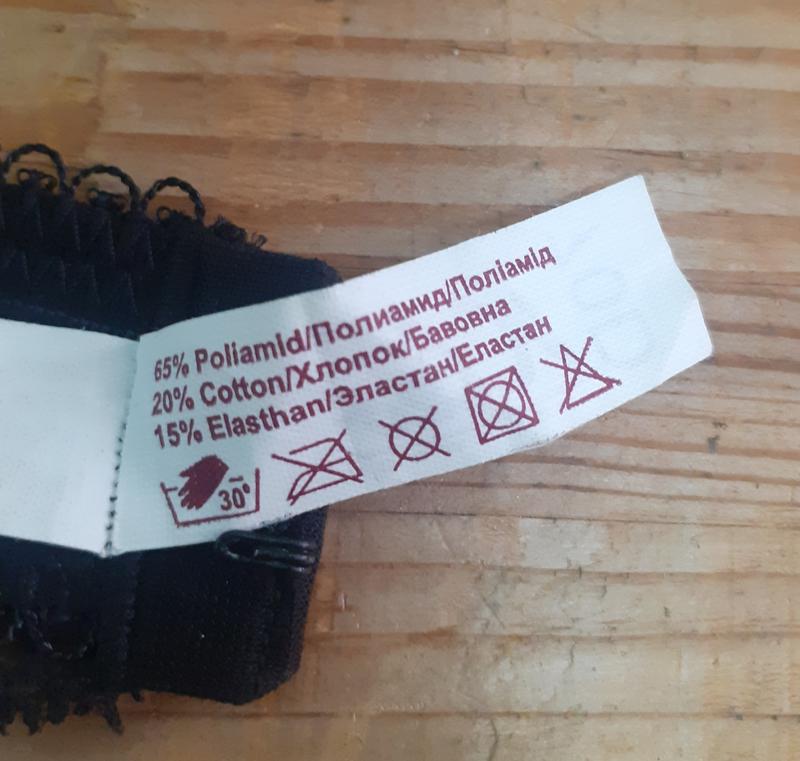 65% Poliamid/Полиамид/Поліамід
20% Cotton/Хлопок/Бавовна
15% Elasthan/Эластан/Еластан
30°